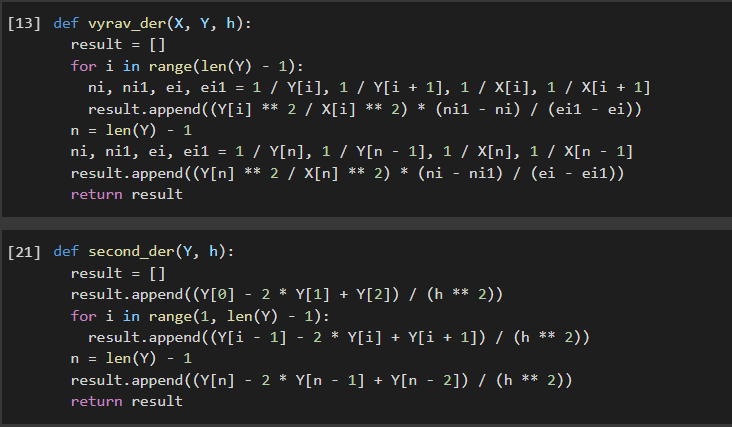 [13] def vyrav_der(X, Y, h):
  result = []
  for i in range(len(Y) - 1):
    ni, ni1, ei, ei1 = 1 / Y[i], 1 / Y[i + 1], 1 / X[i], 1 / X[i + 1]
    result.append((Y[i] ** 2 / X[i] ** 2) * (ni1 - ni) / (ei1 - ei))
  n = len(Y) - 1
  ni, ni1, ei, ei1 = 1 / Y[n], 1 / Y[n - 1], 1 / X[n], 1 / X[n - 1]
  result.append((Y[n] ** 2 / X[n] ** 2) * (ni - ni1) / (ei - ei1))
  return result
[21] def second_der(Y, h):
  result = []
  result.append((Y[0] - 2 * Y[1] + Y[2]) / (h ** 2))
  for i in range(1, len(Y) - 1):
    result.append((Y[i - 1] - 2 * Y[i] + Y[i + 1]) / (h ** 2))
  n = len(Y) - 1
  result.append((Y[n] - 2 * Y[n - 1] + Y[n - 2]) / (h ** 2))
  return result